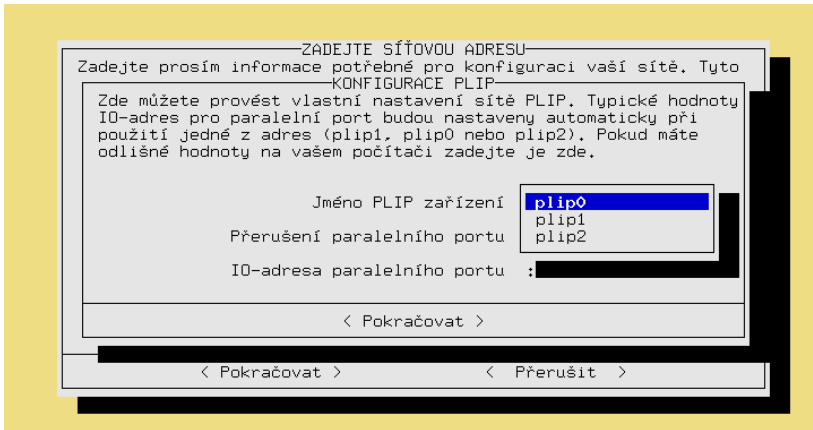 ZADEJTE SÍŤOVOU ADRESU
Zadejte prosím informace potřebné pro konfiguraci vaší sítě. Tyto
KONFIGURACE PLIP
Zde můžete provést vlastní nastavení sítě PLIP. Typické hodnoty
IO-adres pro paralelní port budou nastaveny automaticky při
použití jedné z adres (plip1, plip0 nebo plip2). Pokud máte
odlišné hodnoty na vašem počítači zadejte je zde.
Jméno PLIP zařízení plip0
plip1
Přerušení paralelního portu plip2
IO-adresa paralelního portu :
< Pokračovat >
< Pokračovat > < Přerušit >